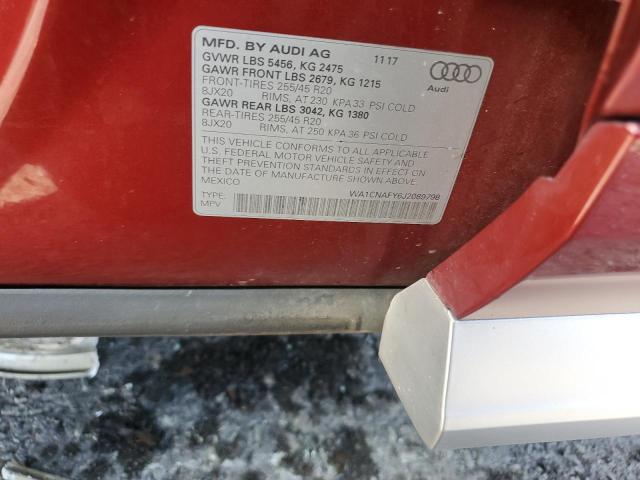 MFD. BY AUDI AG 11 17
GVWR LBS 5456, KG 2475
GAWR FRONT LBS 2679, KG 1215
FRONT-TIRES 255/45 R20
8JX20 RIMS, AT 230 KPA 33 PSI COLD
GAWR REAR LBS 3042, KG 1380
REAR-TIRES 255/45 R20
8JX20 RIMS, AT 250 KPA 36 PSI COLD
Audi
THIS VEHICLE CONFORMS TO ALL APPLICABLE
U.S. FEDERAL MOTOR VEHICLE SAFETY AND
THEFT PREVENTION STANDARDS IN EFFECT ON
THE DATE OF MANUFACTURE SHOWN ABOVE.
MEXICO
WA1CNAFY6J2089798
TYPE:
MPV